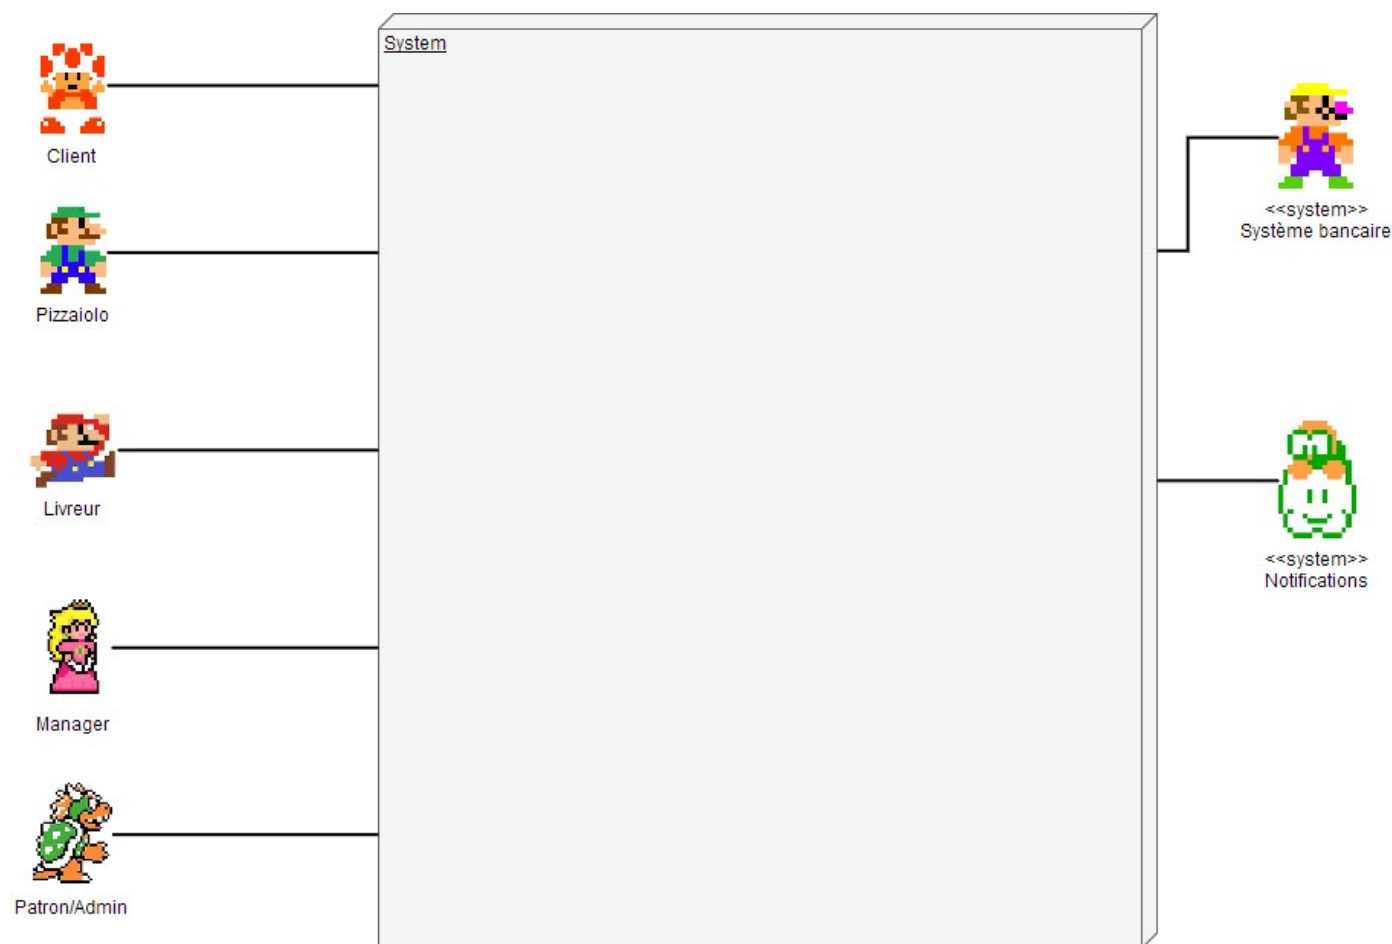 System
Client
Pizzaiolo
Livreur
Manager
Patron/Admin
<<system>>
Système bancaire
<<system>>
Notifications